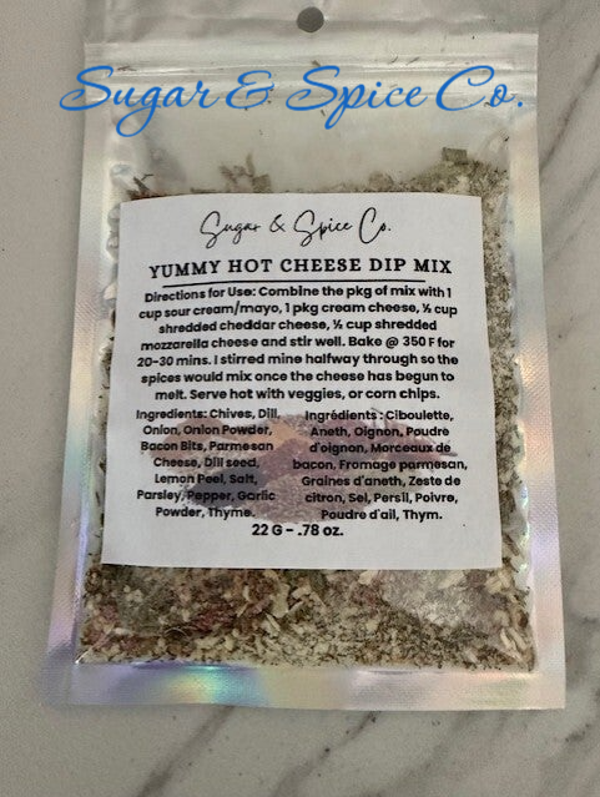 Sugar & Spice Co.
Sugar & Spice Co.
YUMMY HOT CHEESE DIP MIX
Directions for Use: Combine the pkg of mix with 1
cup sour cream/mayo, 1 pkg cream cheese, ½ cup
shredded cheddar cheese, ½ cup shredded
mozzarella cheese and stir well. Bake @ 350 F for
20-30 mins. I stirred mine halfway through so the
spices would mix once the cheese has begun to
melt. Serve hot with veggies, or corn chips.
Ingredients: Chives, Dill,
Onion, Onion Powder,
Bacon Bits, Parmesan
Cheese, Dill seed,
Lemon Peel, Salt,
Parsley, Pepper, Garlic
Powder, Thyme.
Ingrédients : Ciboulette,
Aneth, Oignon, Poudre
d'oignon, Morceaux de
bacon, Fromage parmesan,
Graines d'aneth, Zeste de
citron, Sel, Persil, Poivre,
Poudre d'ail, Thym.
22 G - .78 oz.